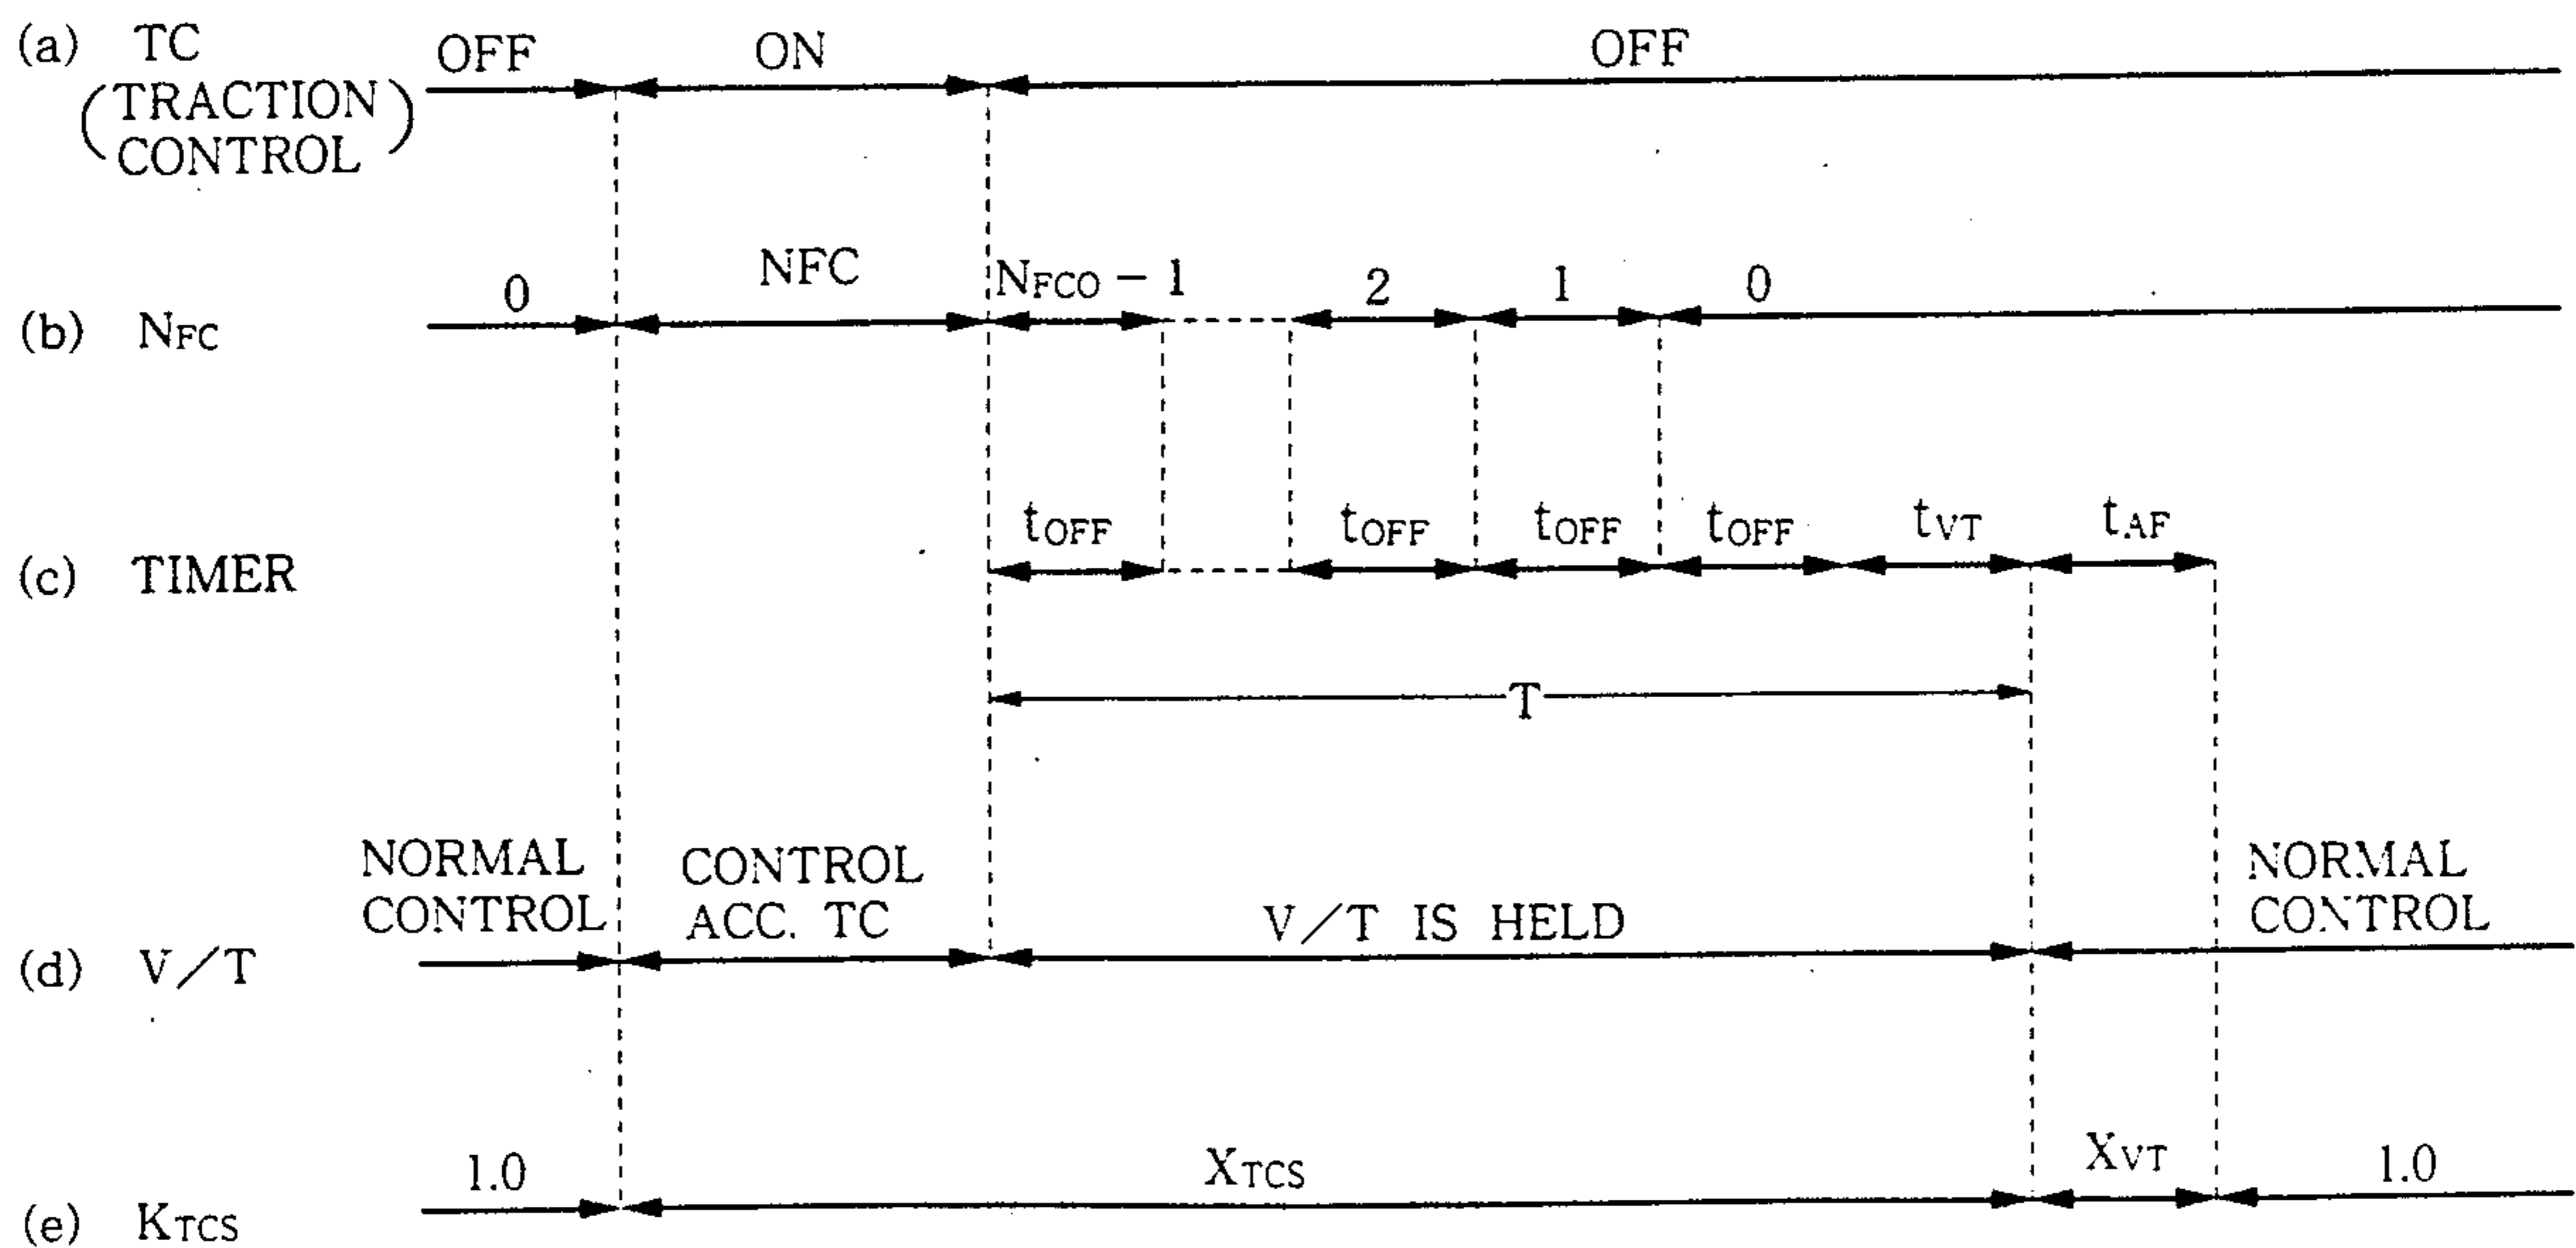 (a) TC (TRACTION CONTROL) OFF ON OFF
(b) NFC 0 NFC NFCO − 1 2 1 0
(c) TIMER tOFF tOFF tOFF tOFF tVT tAF
T
(d) V/T NORMAL CONTROL CONTROL ACC. TC V/T IS HELD NORMAL CONTROL
(e) KTCS 1.0 XTCS XVT 1.0